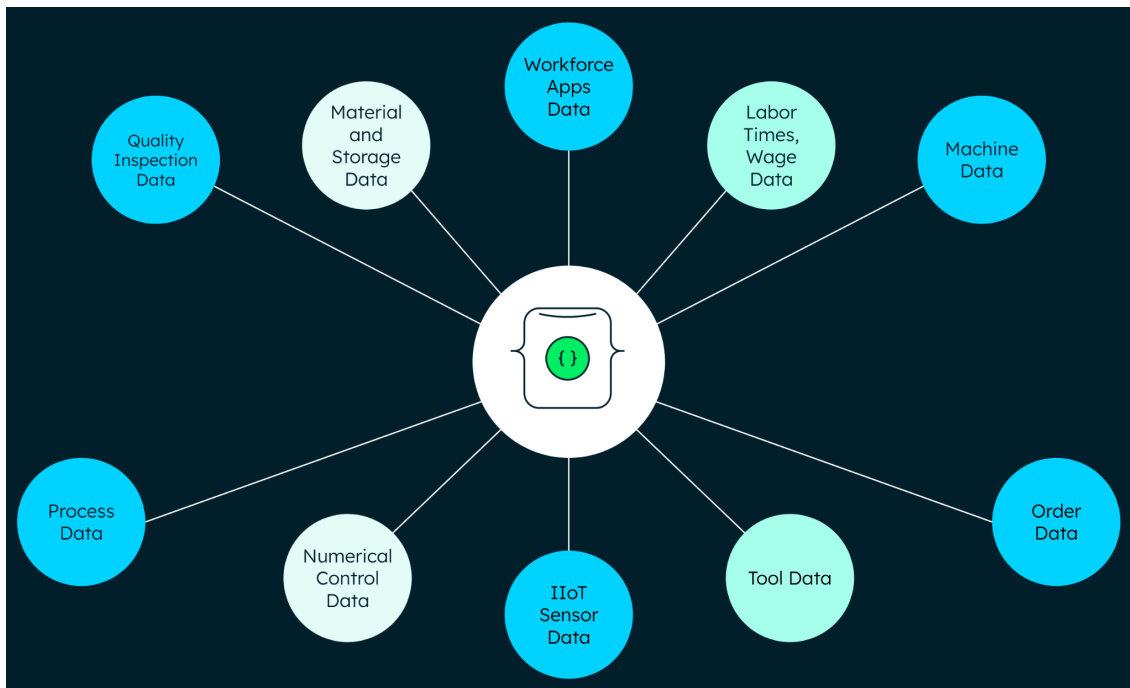 Workforce
Apps
Data
Material
and
Storage
Data
Labor
Times,
Wage
Data
Quality
Inspection
Data
Machine
Data
{ }
Process
Data
Order
Data
Numerical
Control
Data
IIoT
Sensor
Data
Tool Data